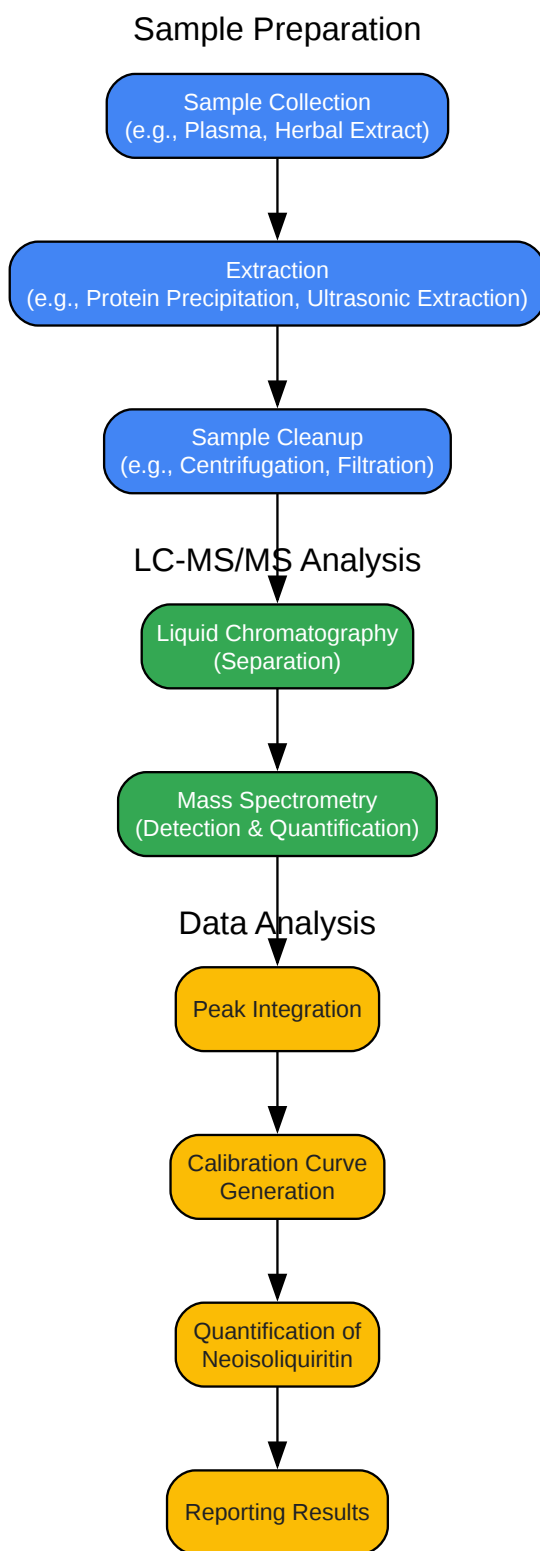 Sample Preparation
Sample Collection
(e.g., Plasma, Herbal Extract)
Extraction
(e.g., Protein Precipitation, Ultrasonic Extraction)
Sample Cleanup
(e.g., Centrifugation, Filtration)
LC-MS/MS Analysis
Liquid Chromatography
(Separation)
Mass Spectrometry
(Detection & Quantification)
Data Analysis
Peak Integration
Calibration Curve
Generation
Quantification of
Neoisoliquiritin
Reporting Results